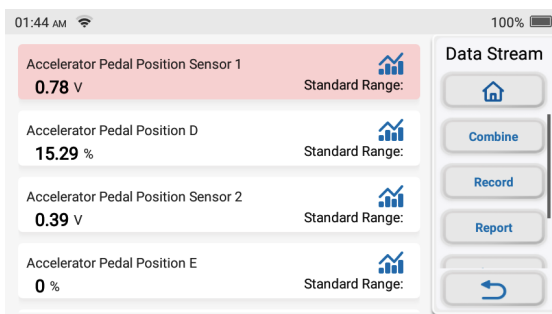 01:44 AM
100%
Accelerator Pedal Position Sensor 1
0.78 V
Standard Range:
Accelerator Pedal Position D
15.29 %
Standard Range:
Accelerator Pedal Position Sensor 2
0.39 V
Standard Range:
Accelerator Pedal Position E
0 %
Standard Range:
Data Stream
Combine
Record
Report